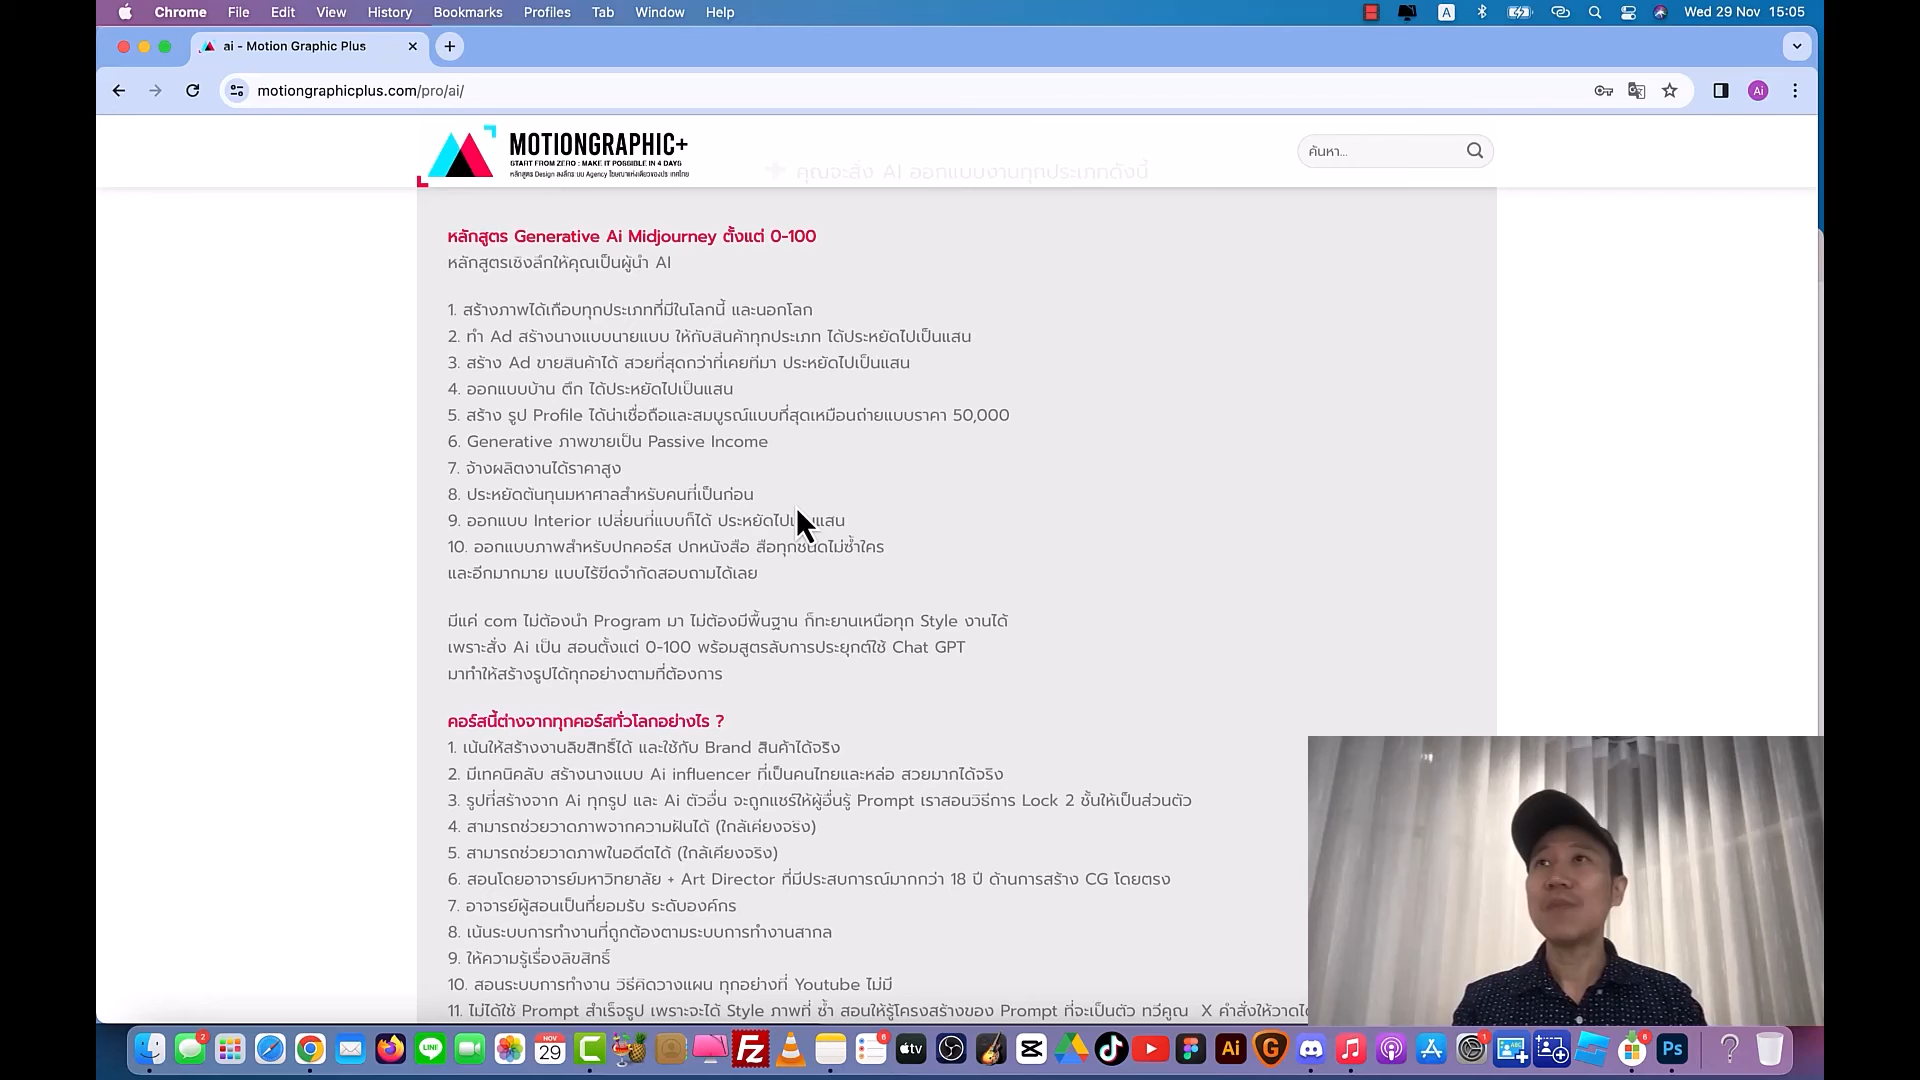 Chrome File Edit View History Bookmarks Profiles Tab Window Help
A Wed 29 Nov 15:05
ai - Motion Graphic Plus
motiongraphicplus.com/pro/ai/
Ai
MOTIONGRAPHIC+
START FROM ZERO : MAKE IT POSSIBLE IN 4 DAYS
คุณจะสั่ง AI ออกแบบงานทุกประเภทดังนี้
ค้นหา...
หลักสูตร Generative Ai Midjourney ตั้งแต่ 0-100
หลักสูตรเชิงลึกให้คุณเป็นผู้นำ AI
1. สร้างภาพได้เกือบทุกประเภทที่มีในโลกนี้ และนอกโลก
2. ทำ Ad สร้างนางแบบนายแบบ ให้กับสินค้าทุกประเภท ได้ประหยัดไปเป็นแสน
3. สร้าง Ad ขายสินค้าได้ สวยที่สุดกว่าที่เคยทีมา ประหยัดไปเป็นแสน
4. ออกแบบบ้าน ตึก ได้ประหยัดไปเป็นแสน
5. สร้าง รูป Profile ได้น่าเชื่อถือและสมบูรณ์แบบที่สุดเหมือนถ่ายแบบราคา 50,000
6. Generative ภาพขายเป็น Passive Income
7. จ้างผลิตงานได้ราคาสูง
8. ประหยัดต้นทุนมหาศาลสำหรับคนที่เป็นก่อน
9. ออกแบบ Interior เปลี่ยนกี่แบบก็ได้
10. ออกแบบภาพสำหรับปกคอร์ส ปกหนังสือ
และอีกมากมาย แบบไร้ขีดจำกัดสอบถามได้เลย
มีแค่ com ไม่ต้องนำ Program มา ไม่ต้องมีพื้นฐาน ก็ทะยานเหนือทุก Style งานได้
เพราะสั่ง Ai เป็น สอนตั้งแต่ 0-100 พร้อมสูตรลับการประยุกต์ใช้ Chat GPT
มาทำให้สร้างรูปได้ทุกอย่างตามที่ต้องการ
คอร์สนี้ต่างจากทุกคอร์สทั่วโลกอย่างไร ?
1. เน้นให้สร้างงานลิขสิทธิ์ได้ และใช้กับ Brand สินค้าได้จริง
2. มีเทคนิคลับ สร้างนางแบบ Ai influencer ที่เป็นคนไทยและหล่อ สวยมากได้จริง
3. รูปที่สร้างจาก Ai ทุกรูป และ Ai ตัวอื่น จะถูกแชร์ให้ผู้อื่นรู้ Prompt เราสอนวิธีการ Lock 2 ชั้นให้เป็นส่วนตัว
4. สามารถช่วยวาดภาพจากความฝันได้ (ใกล้เคียงจริง)
5. สามารถช่วยวาดภาพในอดีตได้ (ใกล้เคียงจริง)
6. สอนโดยอาจารย์มหาวิทยาลัย + Art Director ที่มีประสบการณ์มากกว่า 18 ปี ด้านการสร้าง CG โดยตรง
7. อาจารย์ผู้สอนเป็นที่ยอมรับ ระดับองค์กร
8. เน้นระบบการทำงานที่ถูกต้องตามระบบการทำงานสากล
9. ให้ความรู้เรื่องลิขสิทธิ์
10. สอนระบบการทำงาน วิธีคิดวางแผน ทุกอย่างที่ Youtube ไม่มี
11. ไม่ได้ใช้ Prompt สำเร็จรูป เพราะจะได้ Style ภาพที่ ซ้ำ สอนให้รู้โครงสร้างของ Prompt ที่จะเป็นตัว ทวีคูณ X คำสั่งให้วาดได้
2 NOV 29 LINE FZ 6 tv Ai 1 8 Ps